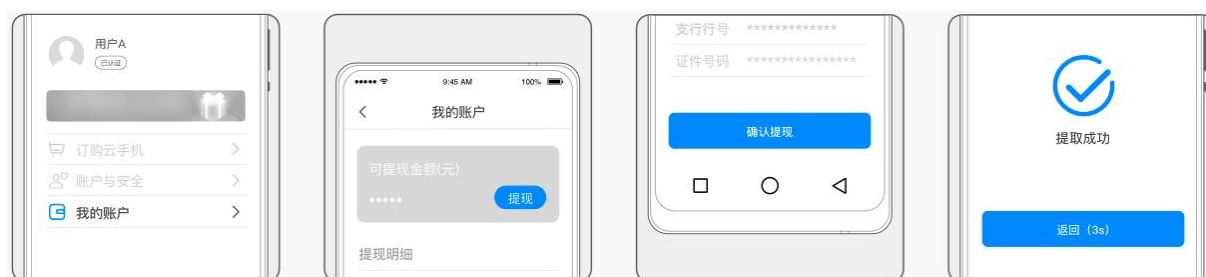 用户A
已认证
订购云手机
账户与安全
我的账户
9:45 AM
100%
我的账户
可提现金额(元)
*****
提现
提现明细
支行行号 *************
证件号码 ****************
确认提现
提取成功
返回（3s）